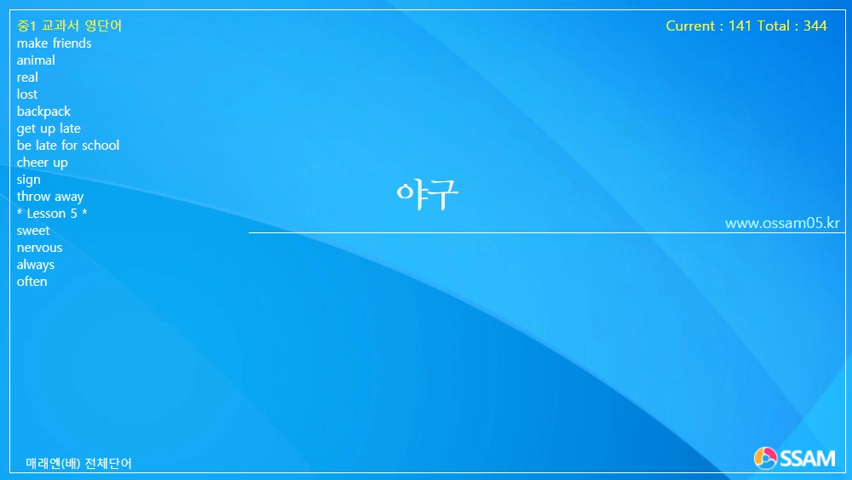 중1 교과서 영단어
Current : 141 Total : 344
make friends
animal
real
lost
backpack
get up late
be late for school
cheer up
sign
throw away
* Lesson 5 *
sweet
nervous
always
often
야구
www.ossam05.kr
매래엔(배) 전체단어
OSSAM